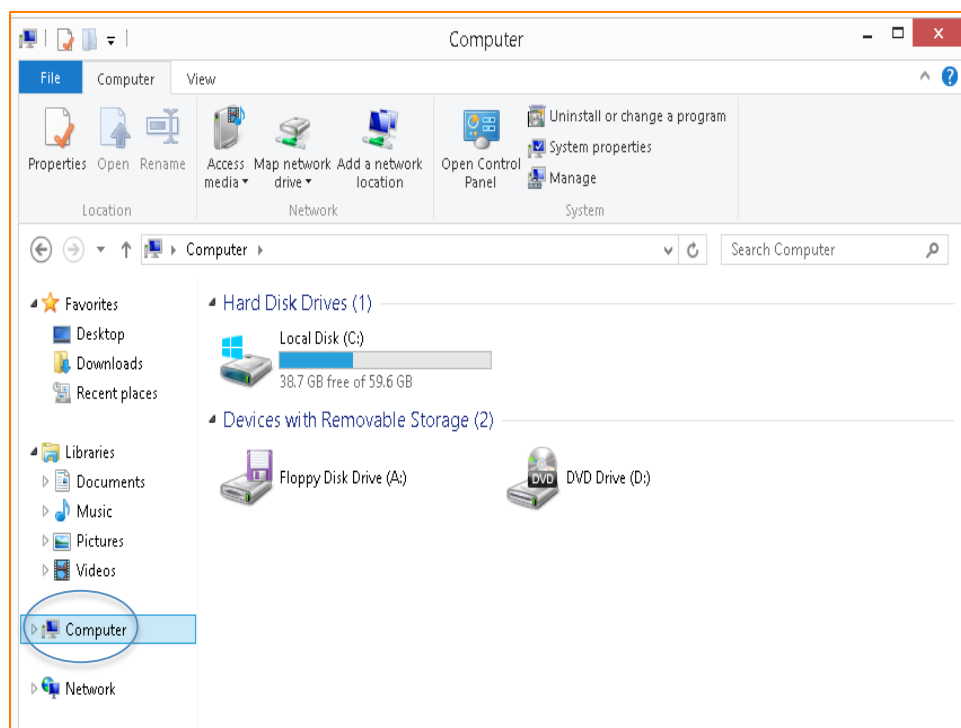 Computer
File
Computer
View
Properties
Open
Rename
Access media
Map network drive
Add a network location
Open Control Panel
Uninstall or change a program
System properties
Manage
Location
Network
System
Computer
Search Computer
Favorites
Desktop
Downloads
Recent places
Libraries
Documents
Music
Pictures
Videos
Computer
Network
Hard Disk Drives (1)
Local Disk (C:)
38.7 GB free of 59.6 GB
Devices with Removable Storage (2)
Floppy Disk Drive (A:)
DVD
DVD Drive (D:)